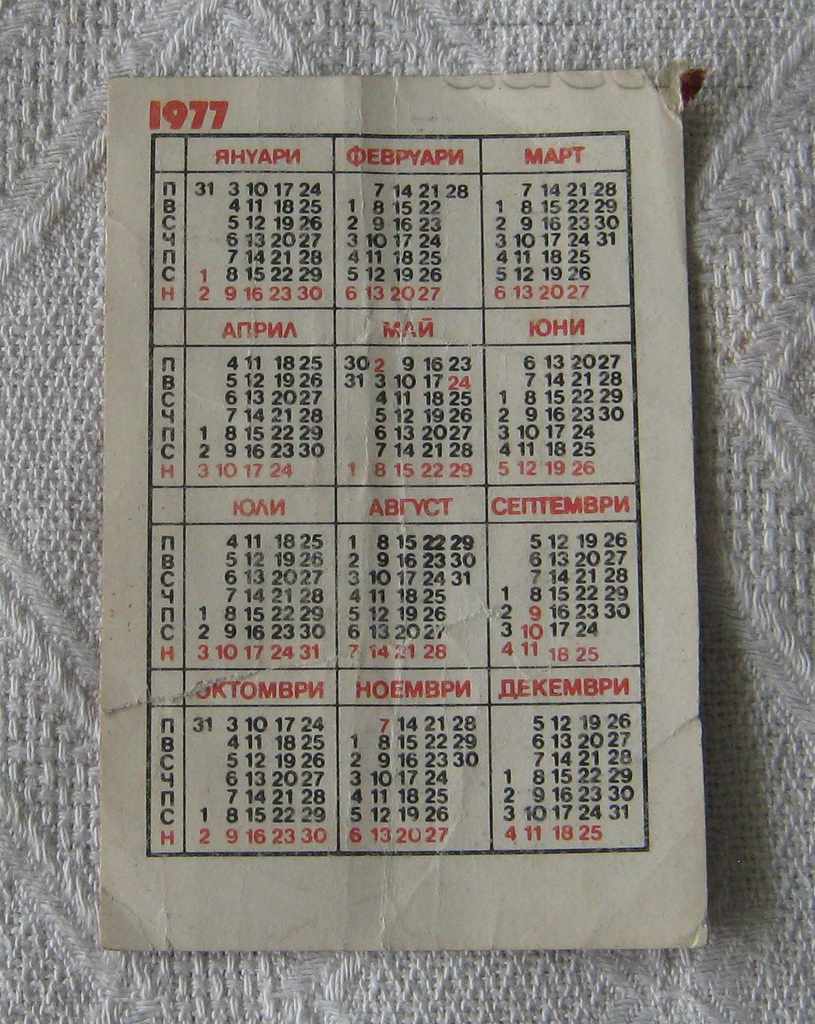 1977
ЯНУАРИ ФЕВРУАРИ МАРТ
П 31 3 10 17 24 7 14 21 28 7 14 21 28
В 4 11 18 25 1 8 15 22 1 8 15 22 29
С 5 12 19 26 2 9 16 23 2 9 16 23 30
Ч 6 13 20 27 3 10 17 24 3 10 17 24 31
П 7 14 21 28 4 11 18 25 4 11 18 25
С 1 8 15 22 29 5 12 19 26 5 12 19 26
Н 2 9 16 23 30 6 13 20 27 6 13 20 27
АПРИЛ МАЙ ЮНИ
П 4 11 18 25 30 2 9 16 23 6 13 20 27
В 5 12 19 26 31 3 10 17 24 7 14 21 28
С 6 13 20 27 4 11 18 25 1 8 15 22 29
Ч 7 14 21 28 5 12 19 26 2 9 16 23 30
П 1 8 15 22 29 6 13 20 27 3 10 17 24
С 2 9 16 23 30 7 14 21 28 4 11 18 25
Н 3 10 17 24 1 8 15 22 29 5 12 19 26
ЮЛИ АВГУСТ СЕПТЕМВРИ
П 4 11 18 25 1 8 15 22 29 5 12 19 26
В 5 12 19 26 2 9 16 23 30 6 13 20 27
С 6 13 20 27 3 10 17 24 31 7 14 21 28
Ч 7 14 21 28 4 11 18 25 1 8 15 22 29
П 1 8 15 22 29 5 12 19 26 2 9 16 23 30
С 2 9 16 23 30 6 13 20 27 3 10 17 24
Н 3 10 17 24 31 7 14 21 28 4 11 18 25
ОКТОМВРИ НОЕМВРИ ДЕКЕМВРИ
П 31 3 10 17 24 7 14 21 28 5 12 19 26
В 4 11 18 25 1 8 15 22 29 6 13 20 27
С 5 12 19 26 2 9 16 23 30 7 14 21 28
Ч 6 13 20 27 3 10 17 24 1 8 15 22 29
П 7 14 21 28 4 11 18 25 2 9 16 23 30
С 1 8 15 22 29 5 12 19 26 3 10 17 24 31
Н 2 9 16 23 30 6 13 20 27 4 11 18 25